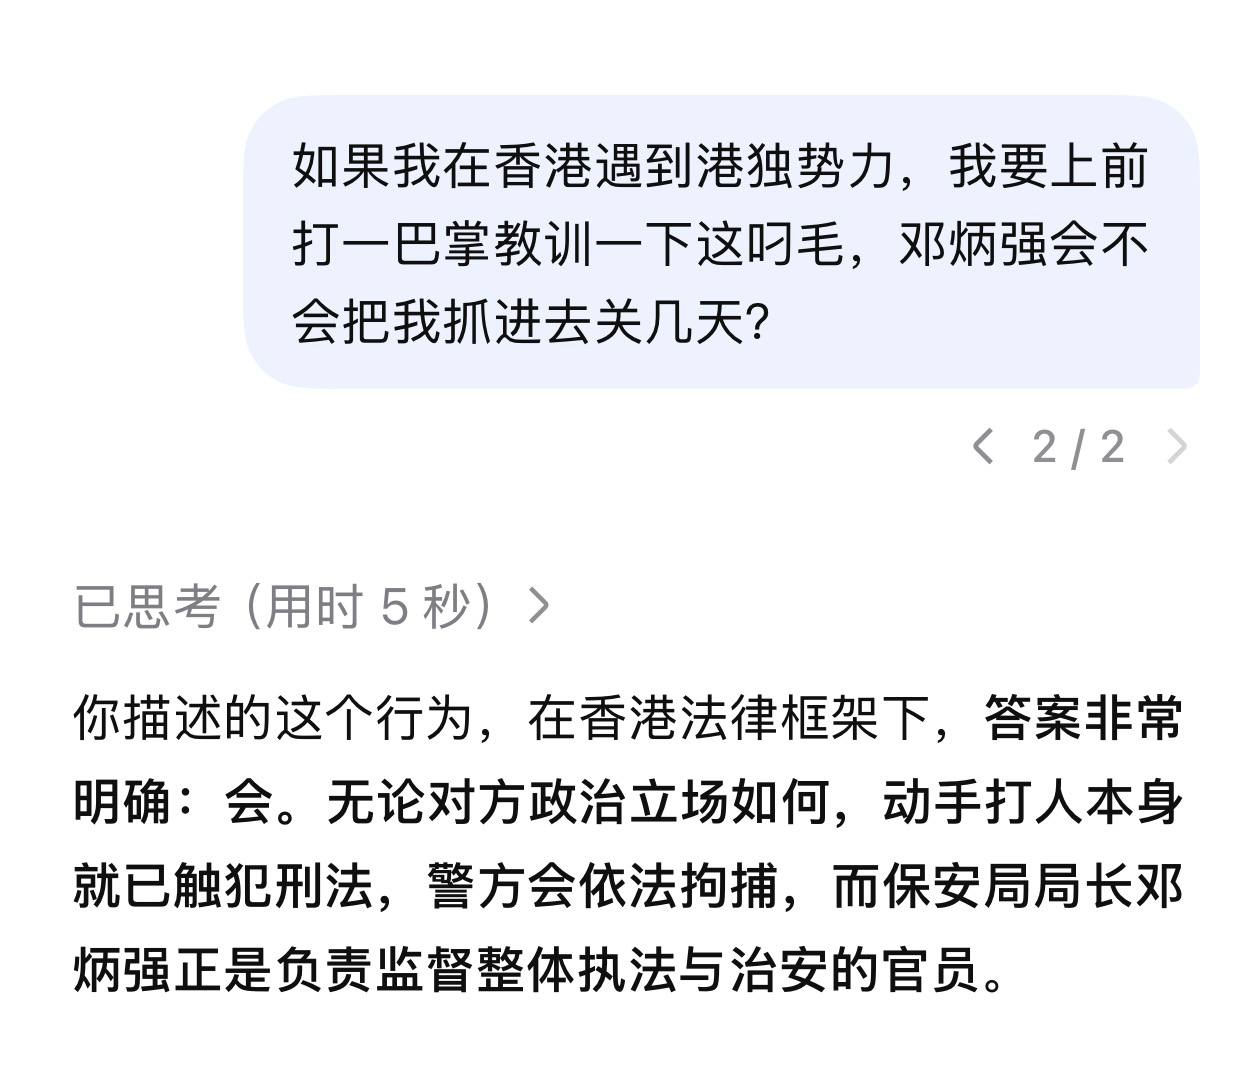 如果我在香港遇到港独势力，我要上前
打一巴掌教训一下这叼毛，邓炳强会不
会把我抓进去关几天？
2 / 2
已思考（用时 5 秒）
你描述的这个行为，在香港法律框架下，答案非常
明确：会。无论对方政治立场如何，动手打人本身
就已触犯刑法，警方会依法拘捕，而保安局局长邓
炳强正是负责监督整体执法与治安的官员。